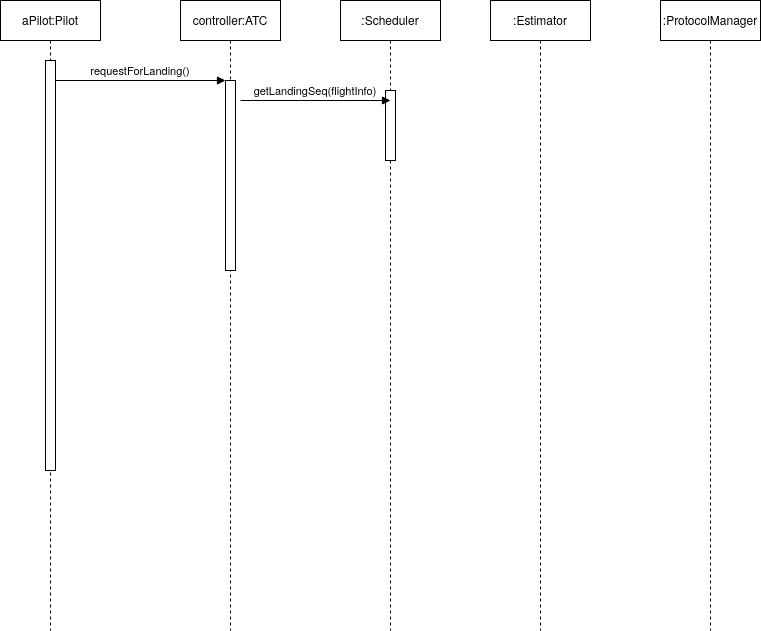 aPilot:Pilot
controller:ATC
:Scheduler
:Estimator
:ProtocolManager
requestForLanding()
getLandingSeq(flightInfo)